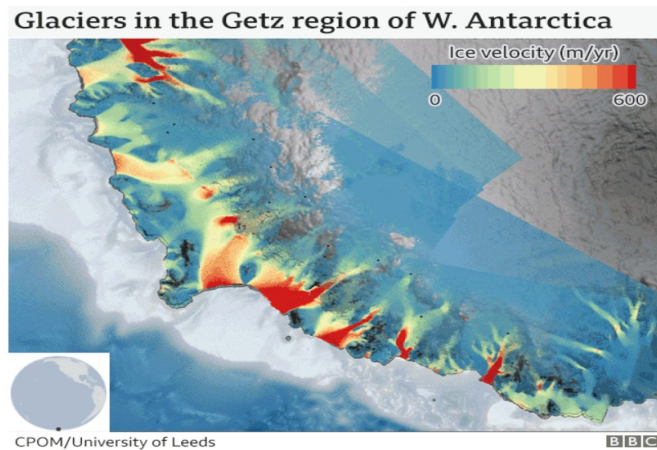 Glaciers in the Getz region of W. Antarctica
Ice velocity (m/yr)
0 600
CPOM/University of Leeds BBC